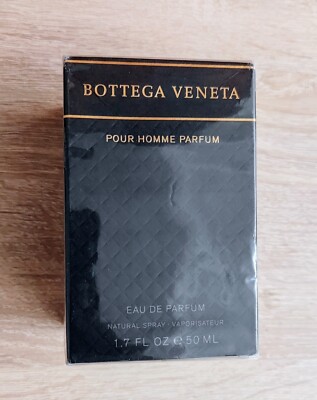 BOTTEGA VENETA
POUR HOMME PARFUM
EAU DE PARFUM
NATURAL SPRAY · VAPORISATEUR
1.7 FL OZ ℮ 50 ML